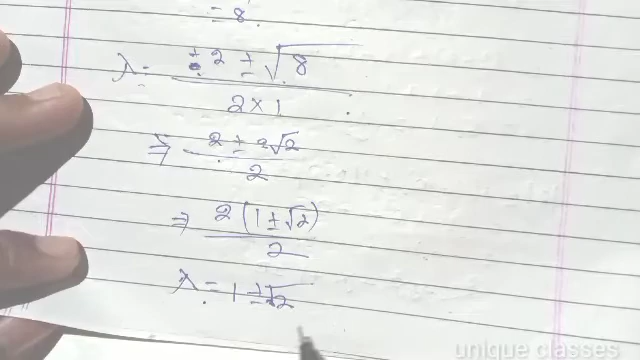 = 8
λ = ± 2 ± √8
2 × 1
⇒ 2 ± 2√2
2
⇒ 2 (1 ± √2)
2
λ = 1 ± √2
unique classes